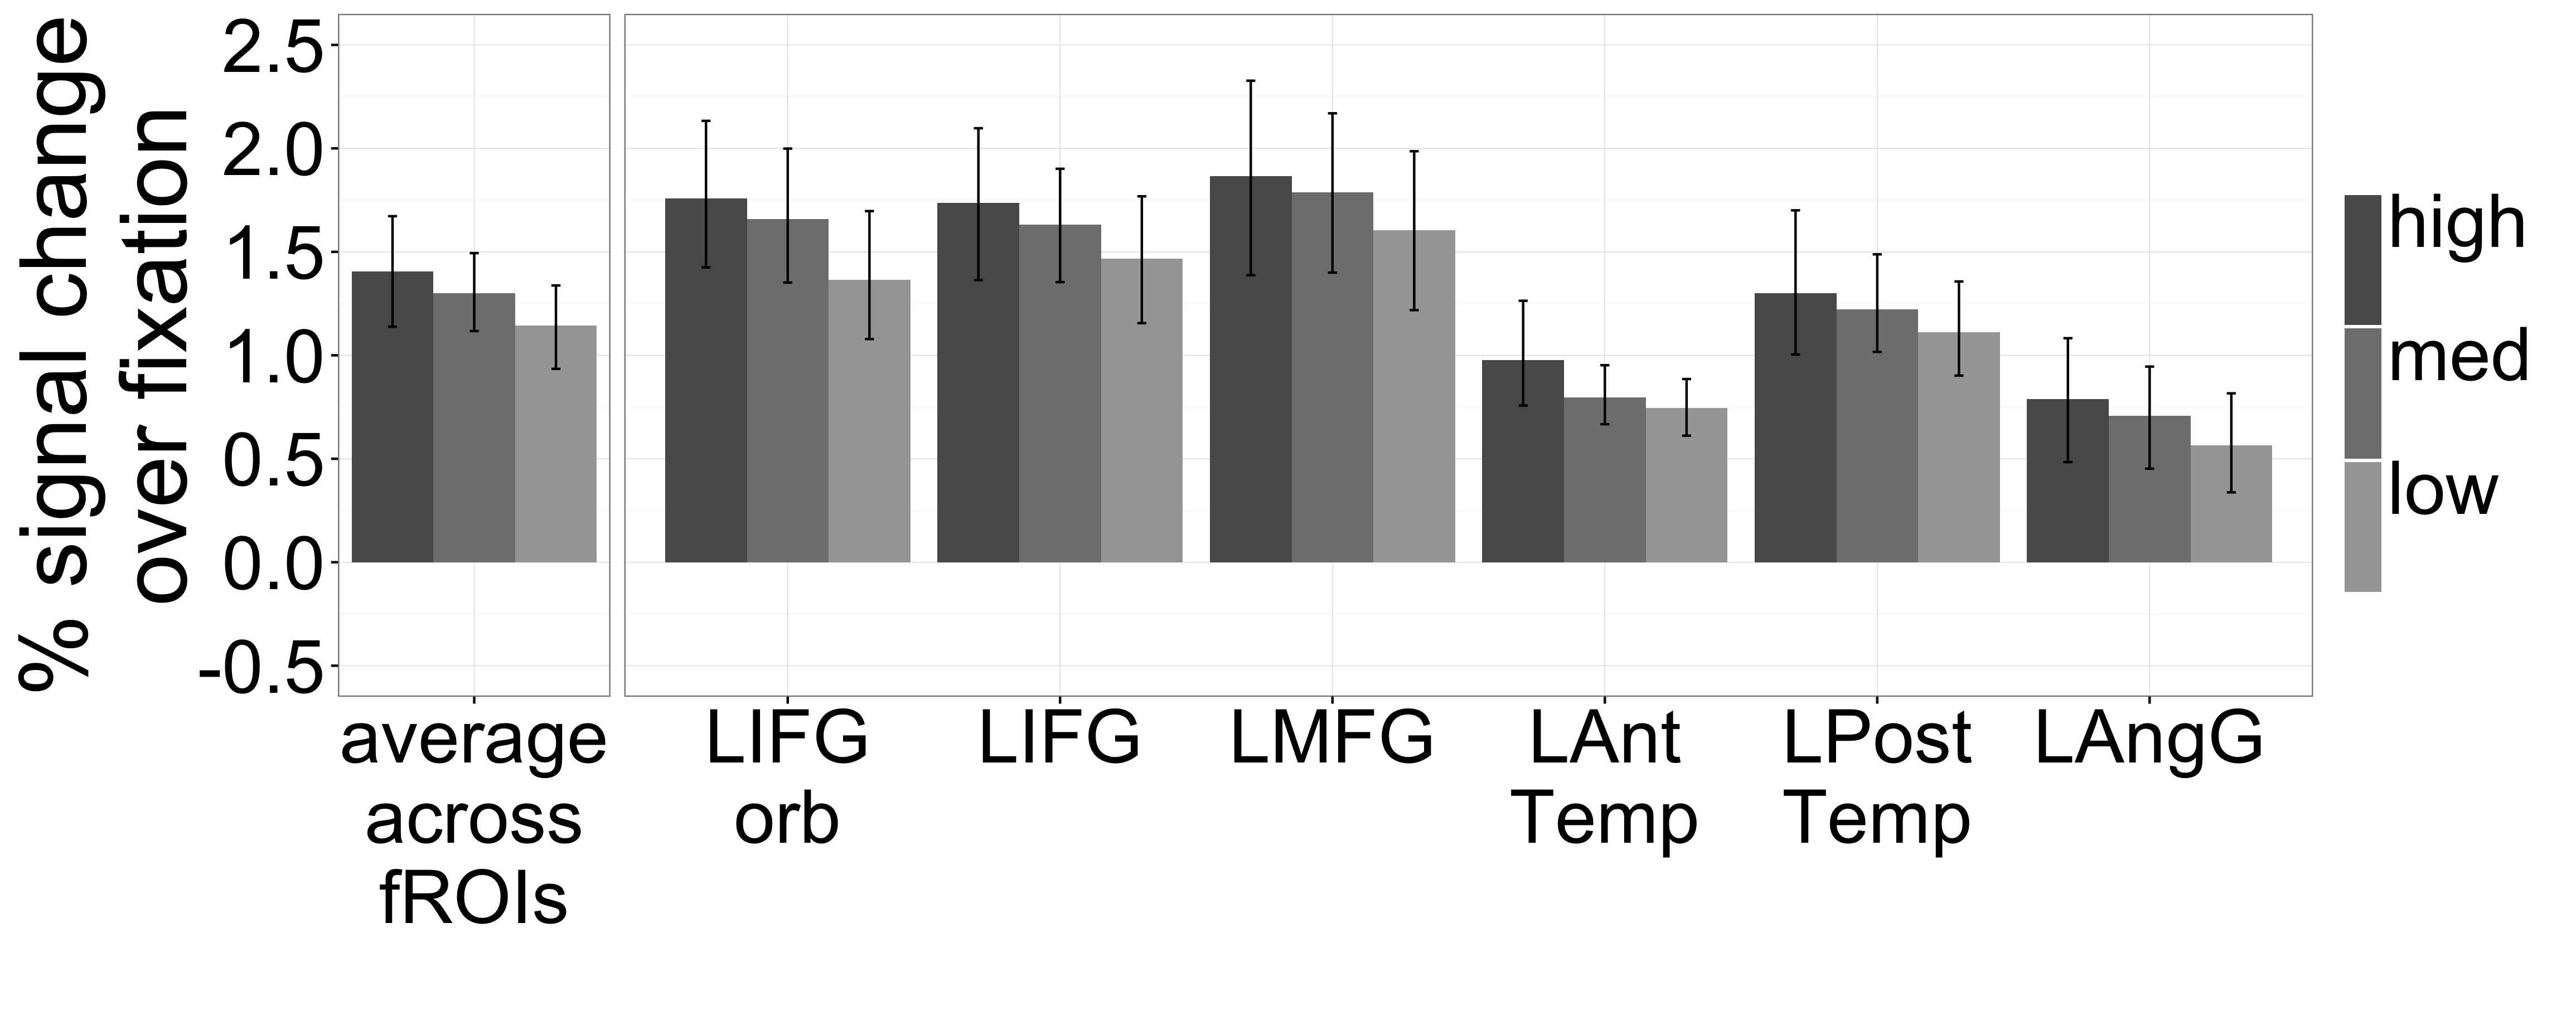 % signal change
over fixation
2.5
2.0
1.5
1.0
0.5
0.0
-0.5
average
across
fROIs
LIFG
orb
LIFG
LMFG
LAnt
Temp
LPost
Temp
LAngG
high
med
low